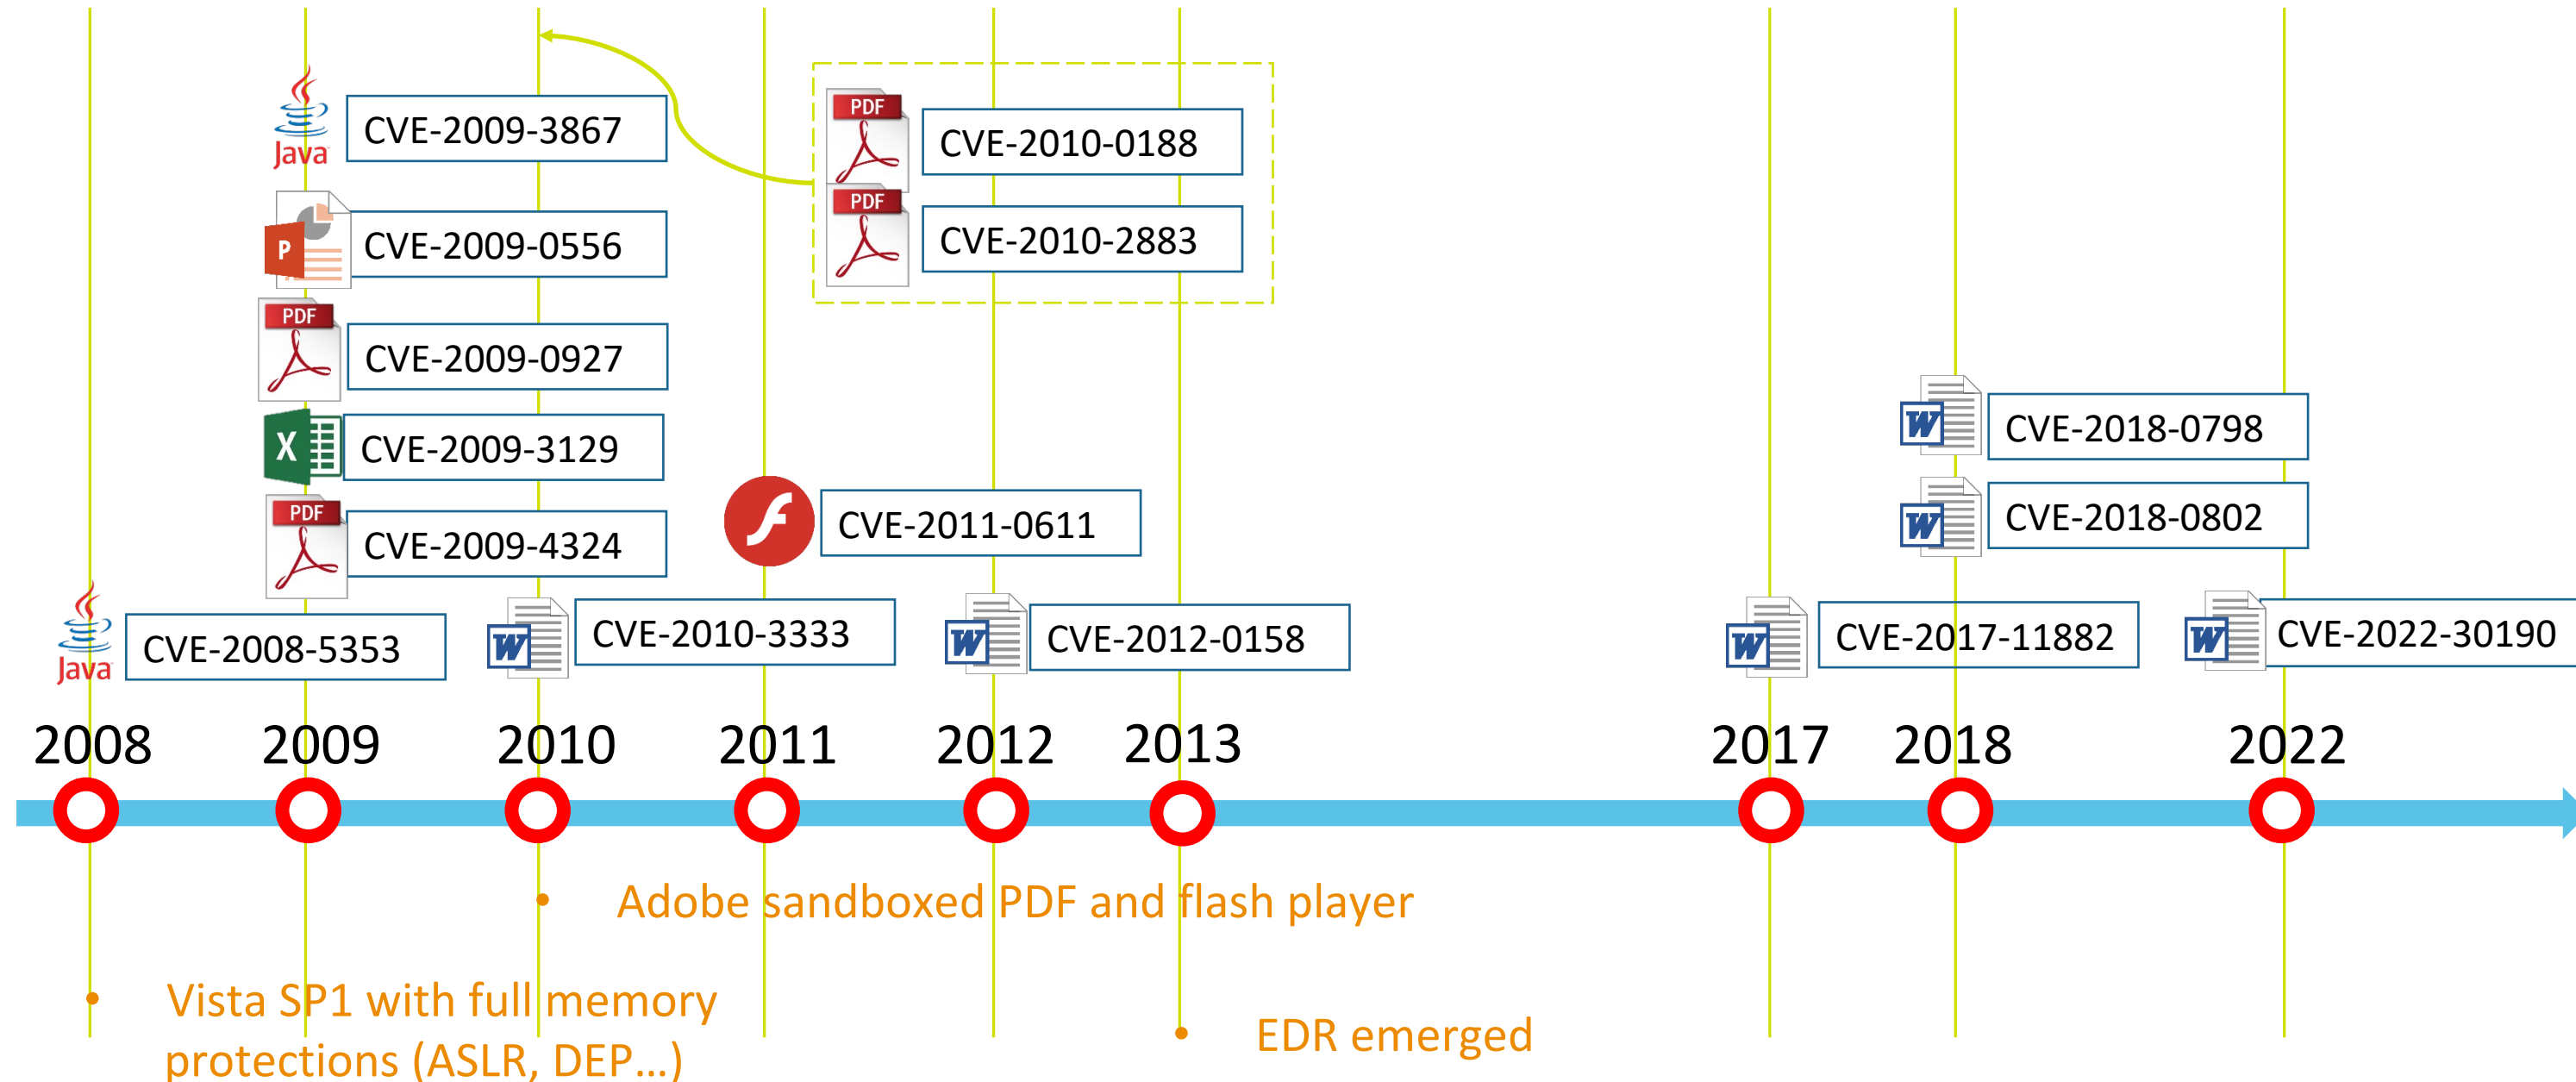 Java
CVE-2009-3867
P
CVE-2009-0556
PDF
CVE-2009-0927
X
CVE-2009-3129
PDF
CVE-2009-4324
PDF
CVE-2010-0188
PDF
CVE-2010-2883
CVE-2011-0611
W
CVE-2018-0798
W
CVE-2018-0802
Java
CVE-2008-5353
W
CVE-2010-3333
W
CVE-2012-0158
W
CVE-2017-11882
W
CVE-2022-30190
2008
2009
2010
2011
2012
2013
2017
2018
2022
• Adobe sandboxed PDF and flash player
• Vista SP1 with full memory
protections (ASLR, DEP...)
• EDR emerged